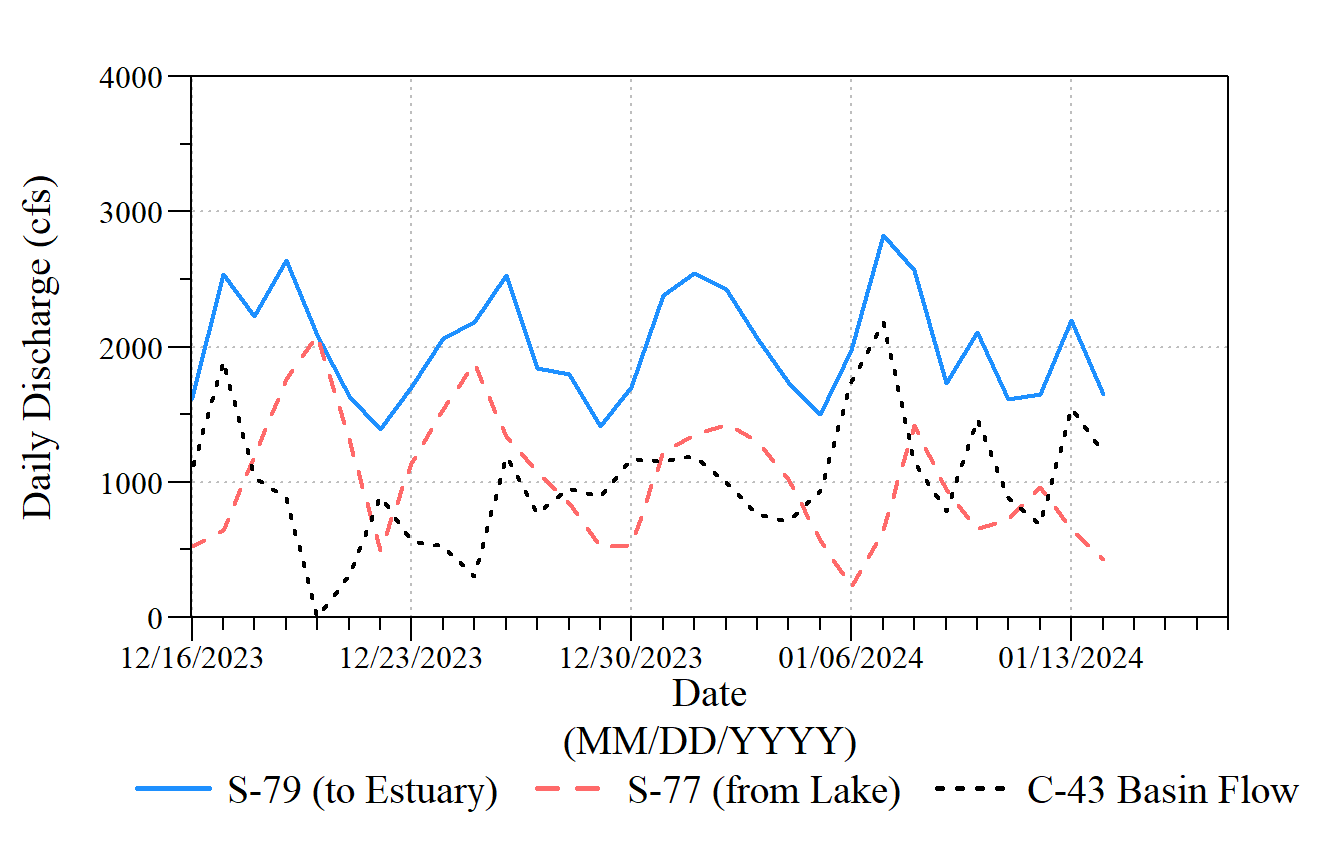 4000
3000
2000
1000
0
Daily Discharge (cfs)
12/16/2023 12/23/2023 12/30/2023 01/06/2024 01/13/2024
Date
(MM/DD/YYYY)
S-79 (to Estuary) S-77 (from Lake) C-43 Basin Flow